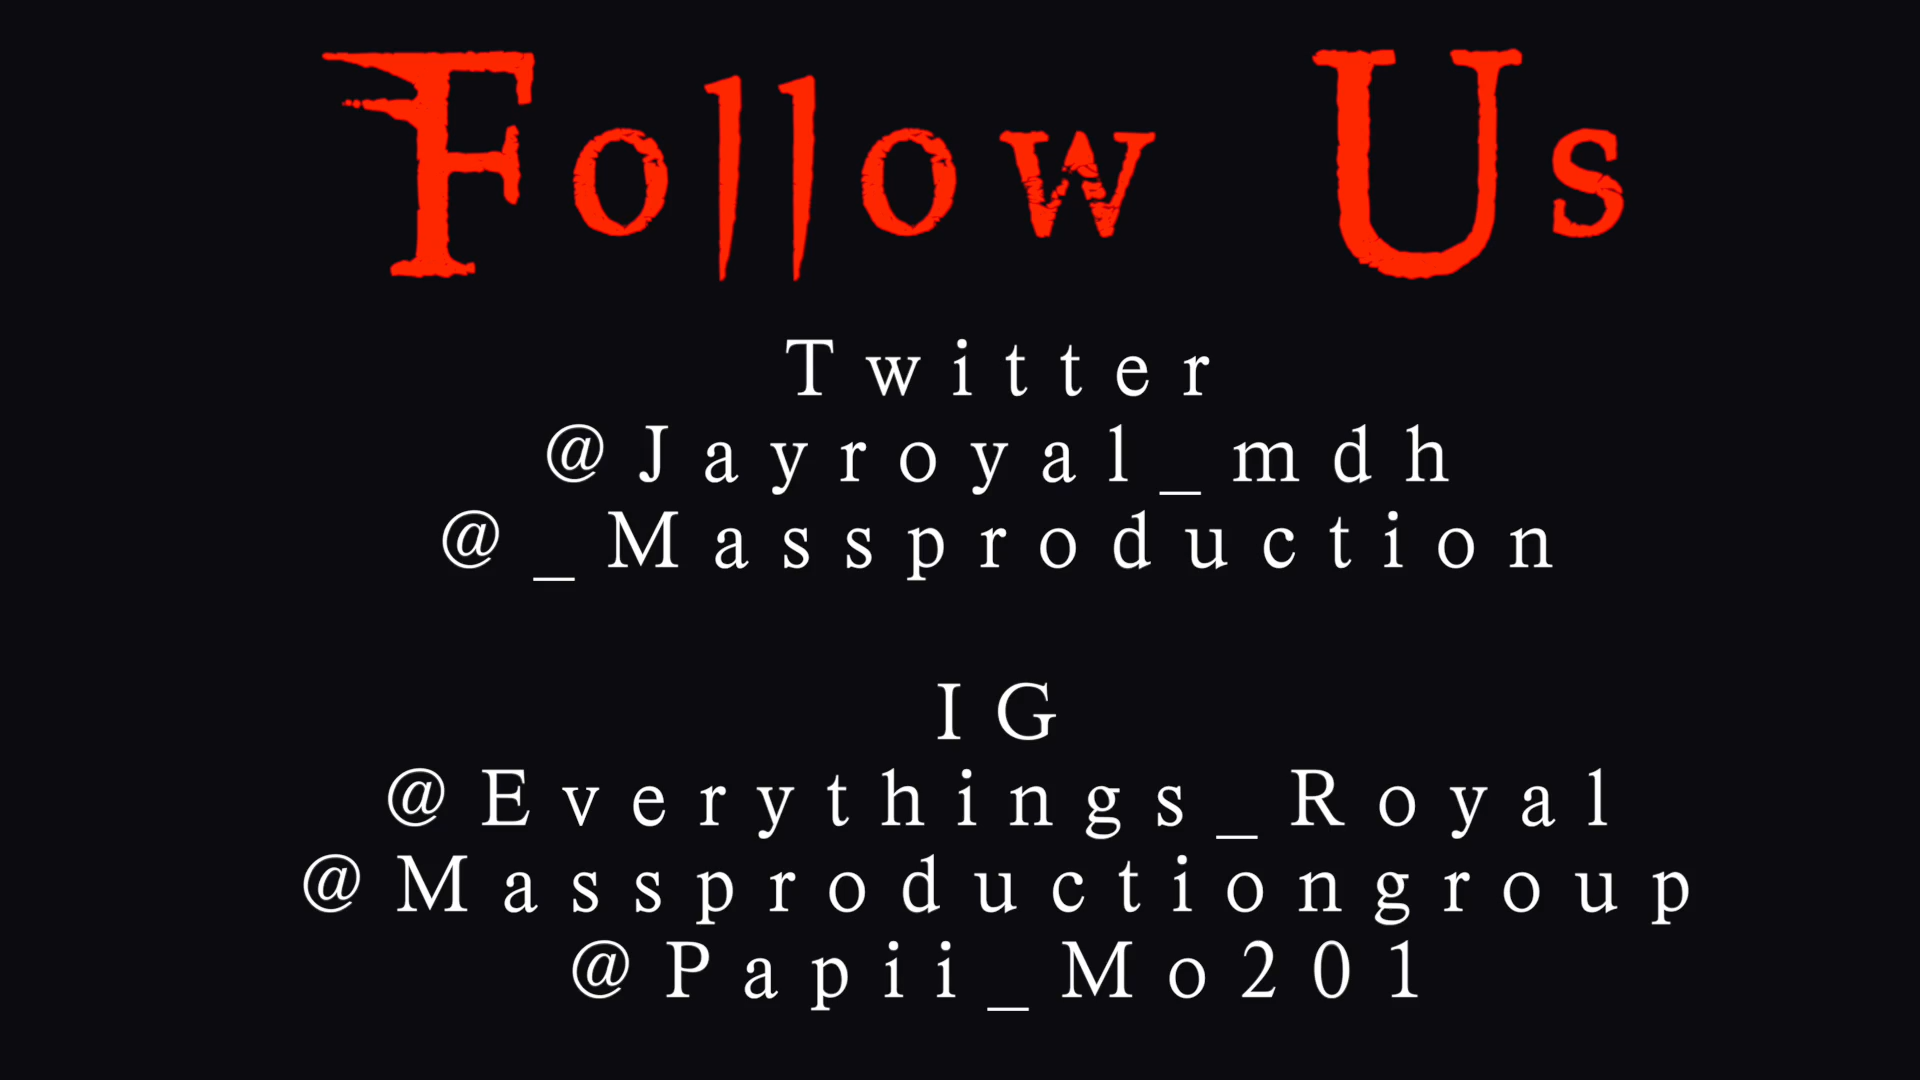 Follow Us
Twitter
@Jayroyal_mdh
@_Massproduction
IG
@Everythings_Royal
@Massproductiongroup
@Papii_Mo201